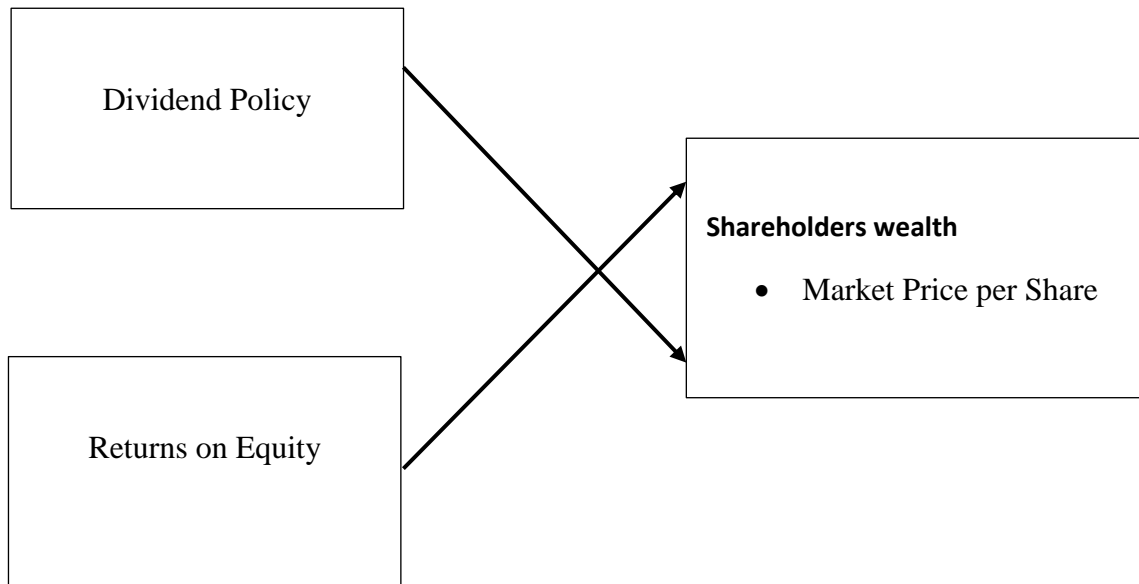 Dividend Policy
Shareholders wealth
• Market Price per Share
Returns on Equity